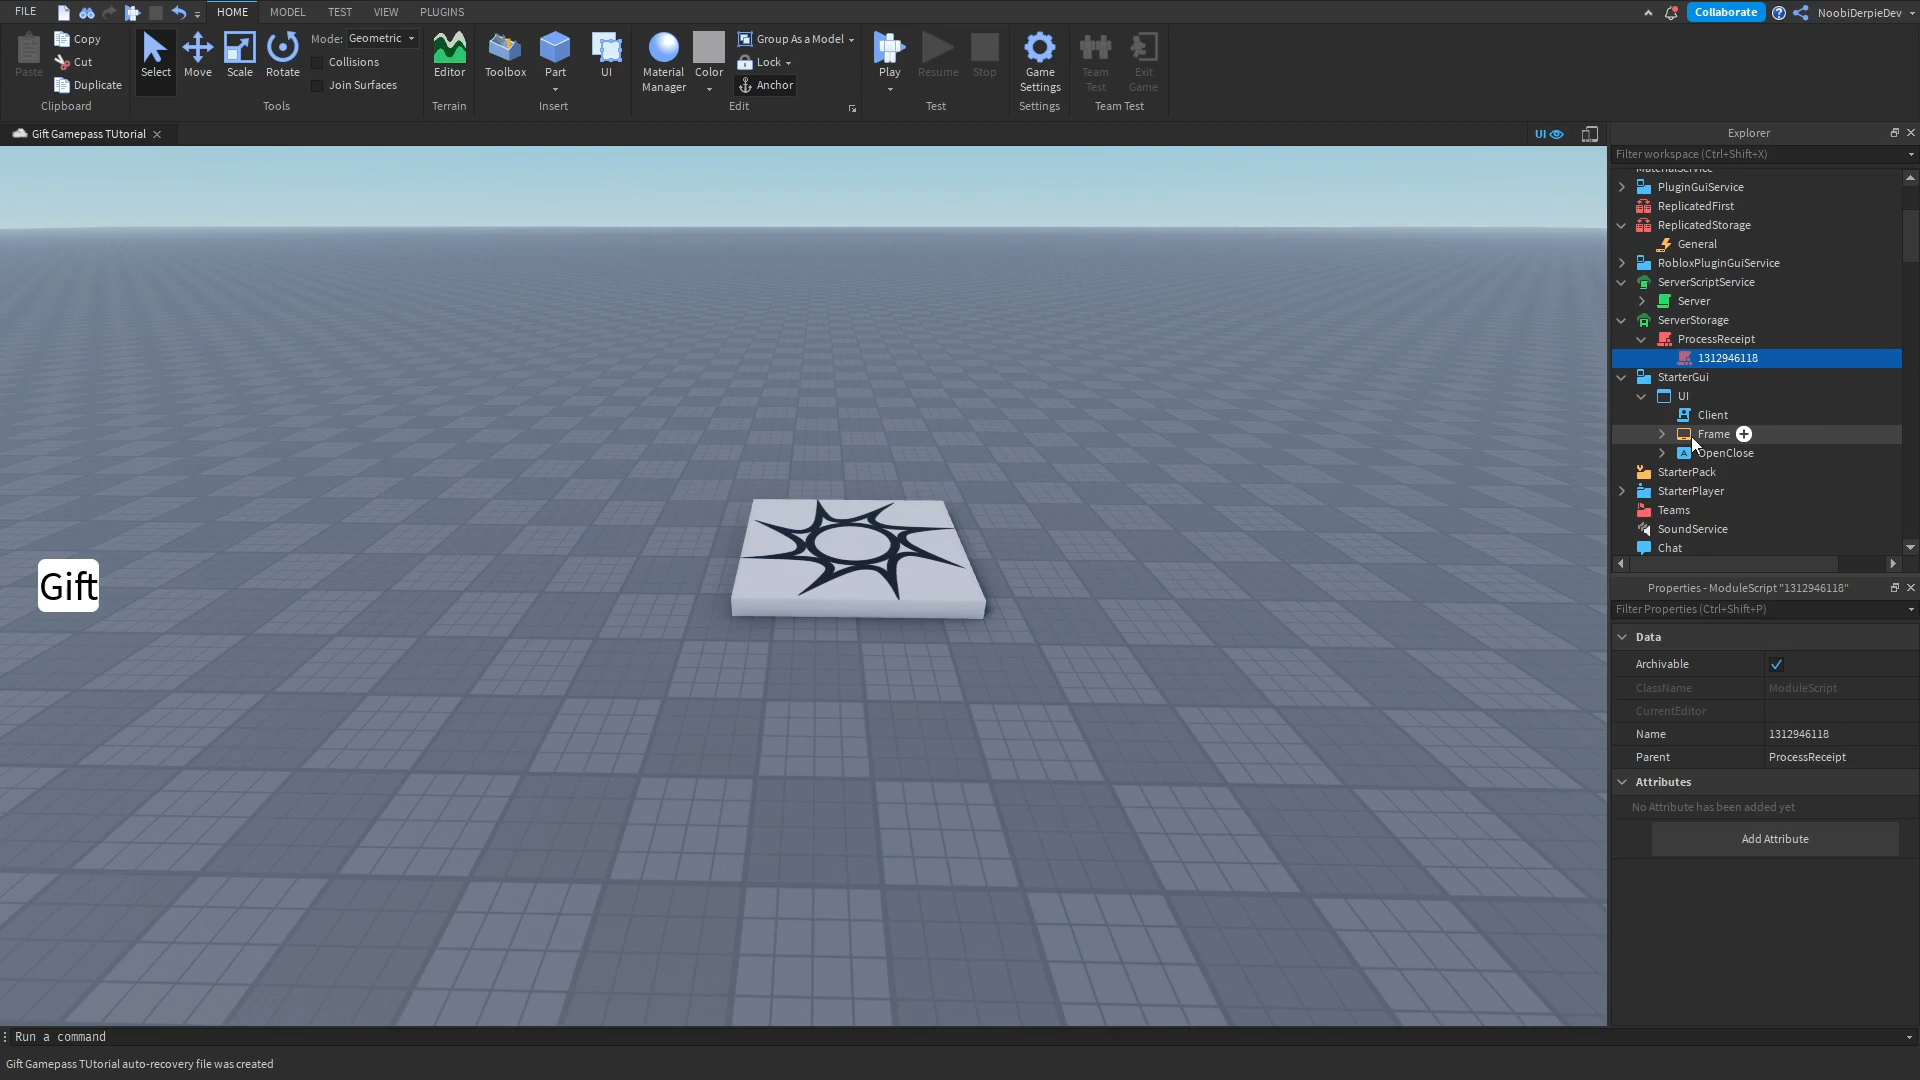 FILE
HOME
MODEL
TEST
VIEW
PLUGINS
Collaborate
NoobiDerpieDev
Paste
Copy
Cut
Duplicate
Clipboard
Select
Move
Scale
Rotate
Mode: Geometric
Collisions
Join Surfaces
Tools
Editor
Terrain
Toolbox
Part
UI
Insert
Material Manager
Color
Group As a Model
Lock
Anchor
Edit
Play
Resume
Stop
Test
Game Settings
Settings
Team Test
Exit Game
Team Test
Gift Gamepass TUtorial
UI
Explorer
Filter workspace (Ctrl+Shift+X)
MaterialService
PluginGuiService
ReplicatedFirst
ReplicatedStorage
General
RobloxPluginGuiService
ServerScriptService
Server
ServerStorage
ProcessReceipt
1312946118
StarterGui
UI
Client
Frame
OpenClose
StarterPack
StarterPlayer
Teams
SoundService
Chat
Gift
Properties - ModuleScript "1312946118"
Filter Properties (Ctrl+Shift+P)
Data
Archivable
ClassName ModuleScript
CurrentEditor
Name 1312946118
Parent ProcessReceipt
Attributes
No Attribute has been added yet
Add Attribute
Run a command
Gift Gamepass TUtorial auto-recovery file was created